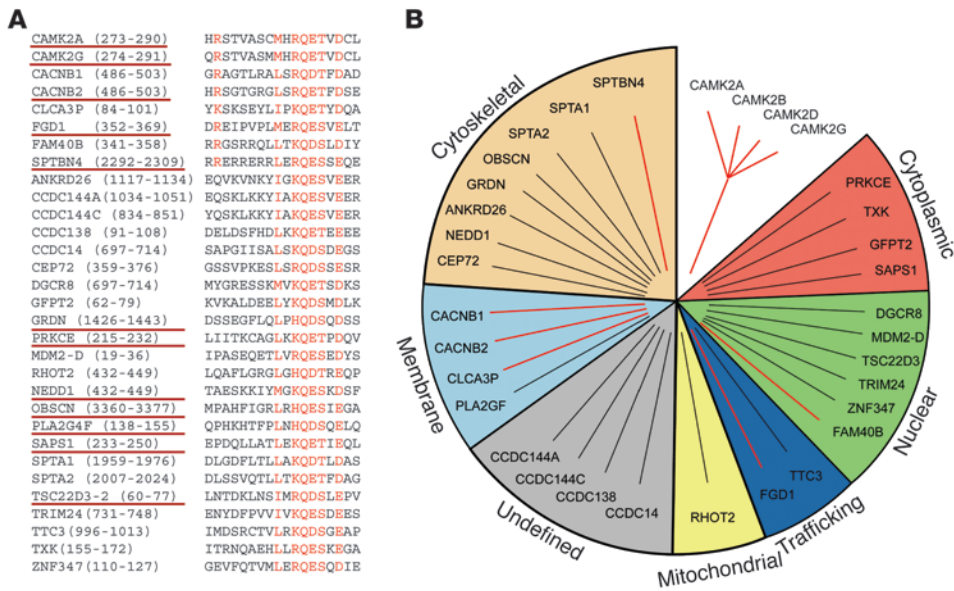 A
CAMK2A (273-290) HRSTVASCMHRQETVDCL
CAMK2G (274-291) QRSTVASMMHRQETVDCL
CACNB1 (486-503) GRAGTLRALSRQDTFDAD
CACNB2 (486-503) HRSGTGRGLSRQETFDSE
CLCA3P (84-101) YKSKSEYLIPKQETYDQA
FGD1 (352-369) DREIPVPLMERQESVELT
FAM40B (341-358) RRGSRRQLLTKQDSLDIY
SPTBN4 (2292-2309) RRERRERRLERQESSEQE
ANKRD26 (1117-1134) EQVKVNKYIGKQESVEER
CCDC144A(1034-1051) EQSKLKKYIAKQESVEER
CCDC144C (834-851) YQSKLKKYIVKQESVEER
CCDC138 (91-108) DELDSFHDLKKQETDEEE
CCDC14 (697-714) SAPGIISALSKQDSDEGS
CEP72 (359-376) GSSVPKESLSRQDSSESR
DGCR8 (697-714) MYGRESSKMVKQETSDKS
GFPT2 (62-79) KVKALDEELYKQDSMDLK
GRDN (1426-1443) DSSEGFLQLPHQDSQDSS
PRKCE (215-232) LIITKCAGLKKQETPDQV
MDM2-D (19-36) IPASEQETLVRQESEDYS
RHOT2 (432-449) LQAFLGRGLGHQDTREQP
NEDD1 (432-449) TAESKKIYMGKQESKDSF
OBSCN (3360-3377) MPAHFIGRLRHQESIEGA
PLA2G4F (138-155) QPHKHTFPLNHQDSQELQ
SAPS1 (233-250) EPDQLLATLEKQETIEQL
SPTA1 (1959-1976) DLGDFLTLLAKQDTLDAS
SPTA2 (2007-2024) DLSSVQTLLTKQETFDAG
TSC22D3-2 (60-77) LNTDKLNSIMRQDSLEPV
TRIM24 (731-748) ENYDFPVVIVKQESDEES
TTC3(996-1013) IMDSRCTVLRKQDSGEAP
TXK(155-172) ITRNQAEHLLRQESKEGA
ZNF347(110-127) GEVFQTVMLERQESQDIE
B
Cytoskeletal
SPTBN4
SPTA1
SPTA2
OBSCN
GRDN
ANKRD26
NEDD1
CEP72
CAMK2A
CAMK2B
CAMK2D
CAMK2G
Cytoplasmic
PRKCE
TXK
GFPT2
SAPS1
Nuclear
DGCR8
MDM2-D
TSC22D3
TRIM24
ZNF347
FAM40B
Trafficking
TTC3
FGD1
Mitochondrial
RHOT2
Undefined
CCDC144A
CCDC144C
CCDC138
CCDC14
Membrane
CACNB1
CACNB2
CLCA3P
PLA2GF